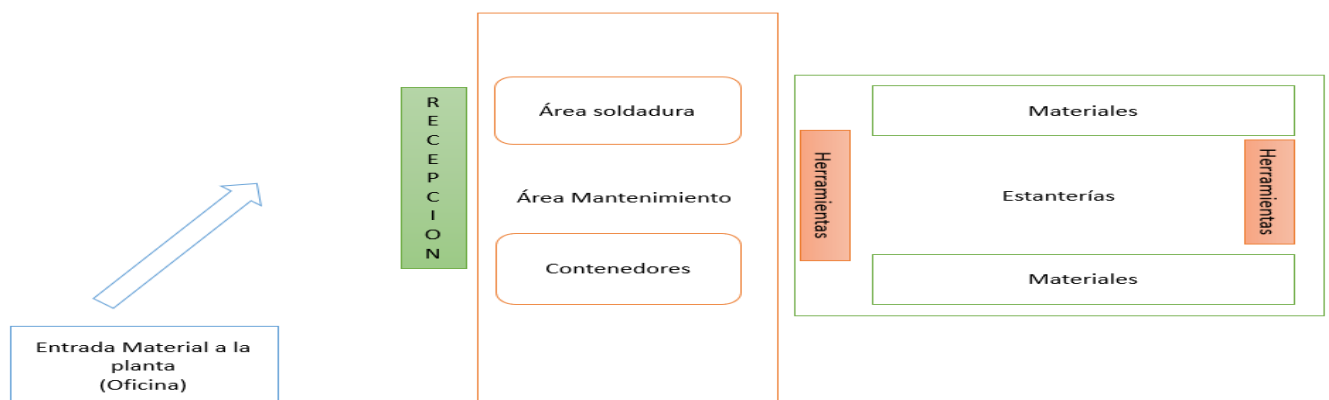 Entrada Material a la
planta
(Oficina)
RECEPCION
Área soldadura
Área Mantenimiento
Contenedores
Herramientas
Materiales
Estanterías
Materiales
Herramientas